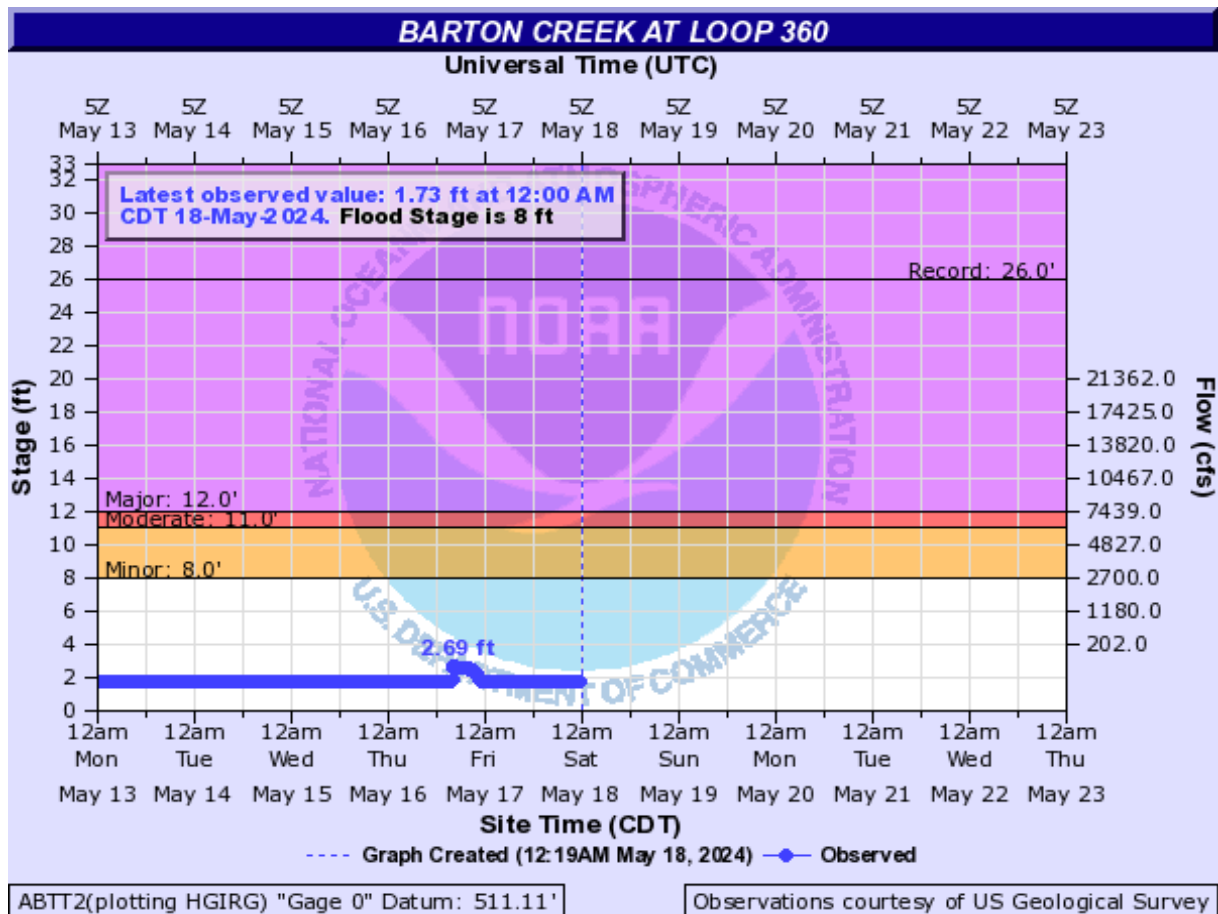 BARTON CREEK AT LOOP 360
Universal Time (UTC)
5Z 5Z 5Z 5Z 5Z 5Z 5Z 5Z 5Z 5Z 5Z
May 13 May 14 May 15 May 16 May 17 May 18 May 19 May 20 May 21 May 22 May 23
Latest observed value: 1.73 ft at 12:00 AM
CDT 18-May-2024. Flood Stage is 8 ft
NATIONAL OCEANIC AND ATMOSPHERIC ADMINISTRATION
NOAA
U.S. DEPARTMENT OF COMMERCE
Stage (ft)
33
32
30
28
26
24
22
20
18
16
14
12
10
8
6
4
2
0
Record: 26.0'
Major: 12.0'
Moderate: 11.0'
Minor: 8.0'
2.69 ft
21362.0
17425.0
13820.0
10467.0
7439.0
4827.0
2700.0
1180.0
202.0
Flow (cfs)
12am 12am 12am 12am 12am 12am 12am 12am 12am 12am 12am
Mon Tue Wed Thu Fri Sat Sun Mon Tue Wed Thu
May 13 May 14 May 15 May 16 May 17 May 18 May 19 May 20 May 21 May 22 May 23
Site Time (CDT)
Graph Created (12:19AM May 18, 2024) Observed
ABTT2(plotting HGIRG) "Gage 0" Datum: 511.11'
Observations courtesy of US Geological Survey